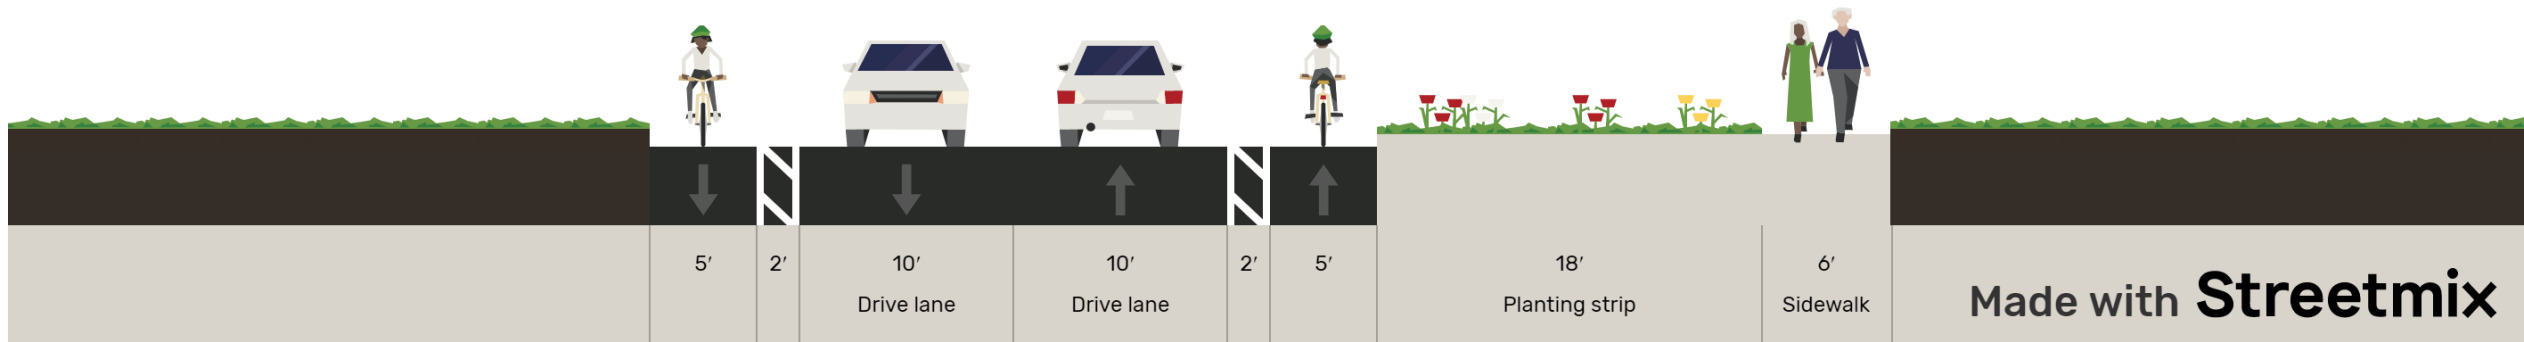 5′
2′
10′
10′
2′
5′
18′
6′
Drive lane
Drive lane
Planting strip
Sidewalk
Made with Streetmix